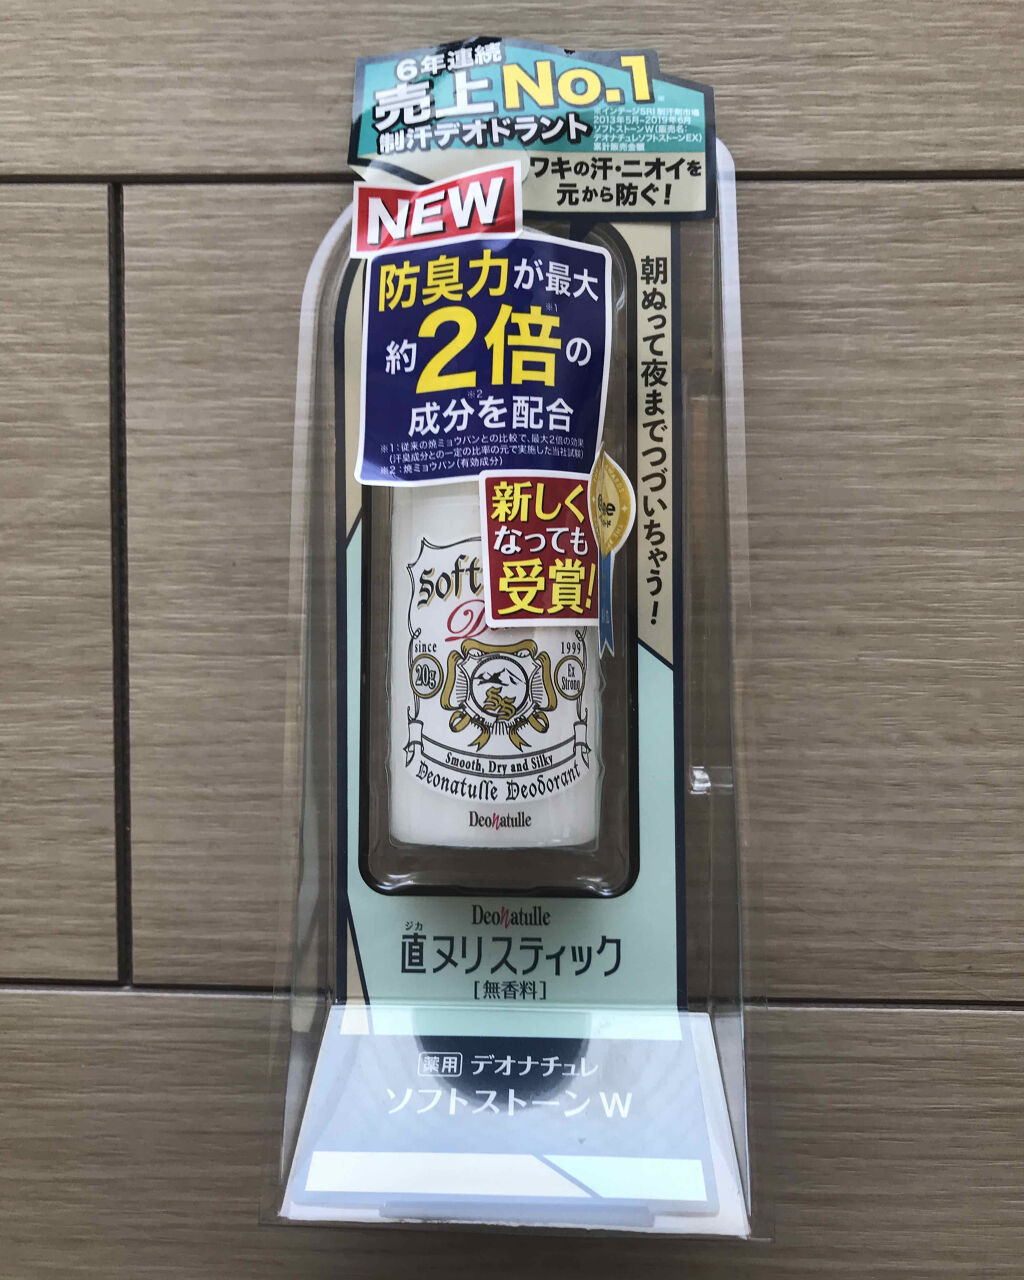 6年連続
売上No.1※
制汗デオドラント
※インテージSRI 制汗剤市場
2013年5月~2019年6月
ソフトストーンW(販売名:
デオナチュレソフトストーンEX)
累計販売金額
ワキの汗・ニオイを
元から防ぐ!
NEW
防臭力が最大
約2倍※1の
成分※2を配合
※1:従来の焼ミョウバンとの比較で、最大2倍の効果
(汗臭成分との一定の比率の元で実施した当社試験)
※2:焼ミョウバン(有効成分)
朝ぬって夜までつづいちゃう!
新しく
なっても
受賞!
Soft
since
1999
20g
Ex
Strong
SS
Smooth, Dry and Silky
Deonatulle Deodorant
Deonatulle
Deonatulle
ジカ
直ヌリスティック
[無香料]
薬用 デオナチュレ
ソフトストーン W